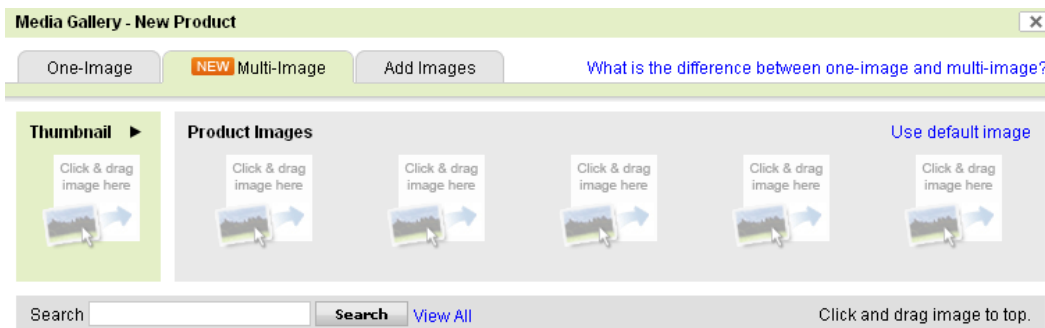 Media Gallery - New Product
One-Image
NEW Multi-Image
Add Images
What is the difference between one-image and multi-image?
Thumbnail
Product Images
Use default image
Click & drag
image here
Click & drag
image here
Click & drag
image here
Click & drag
image here
Click & drag
image here
Click & drag
image here
Search
Search
View All
Click and drag image to top.